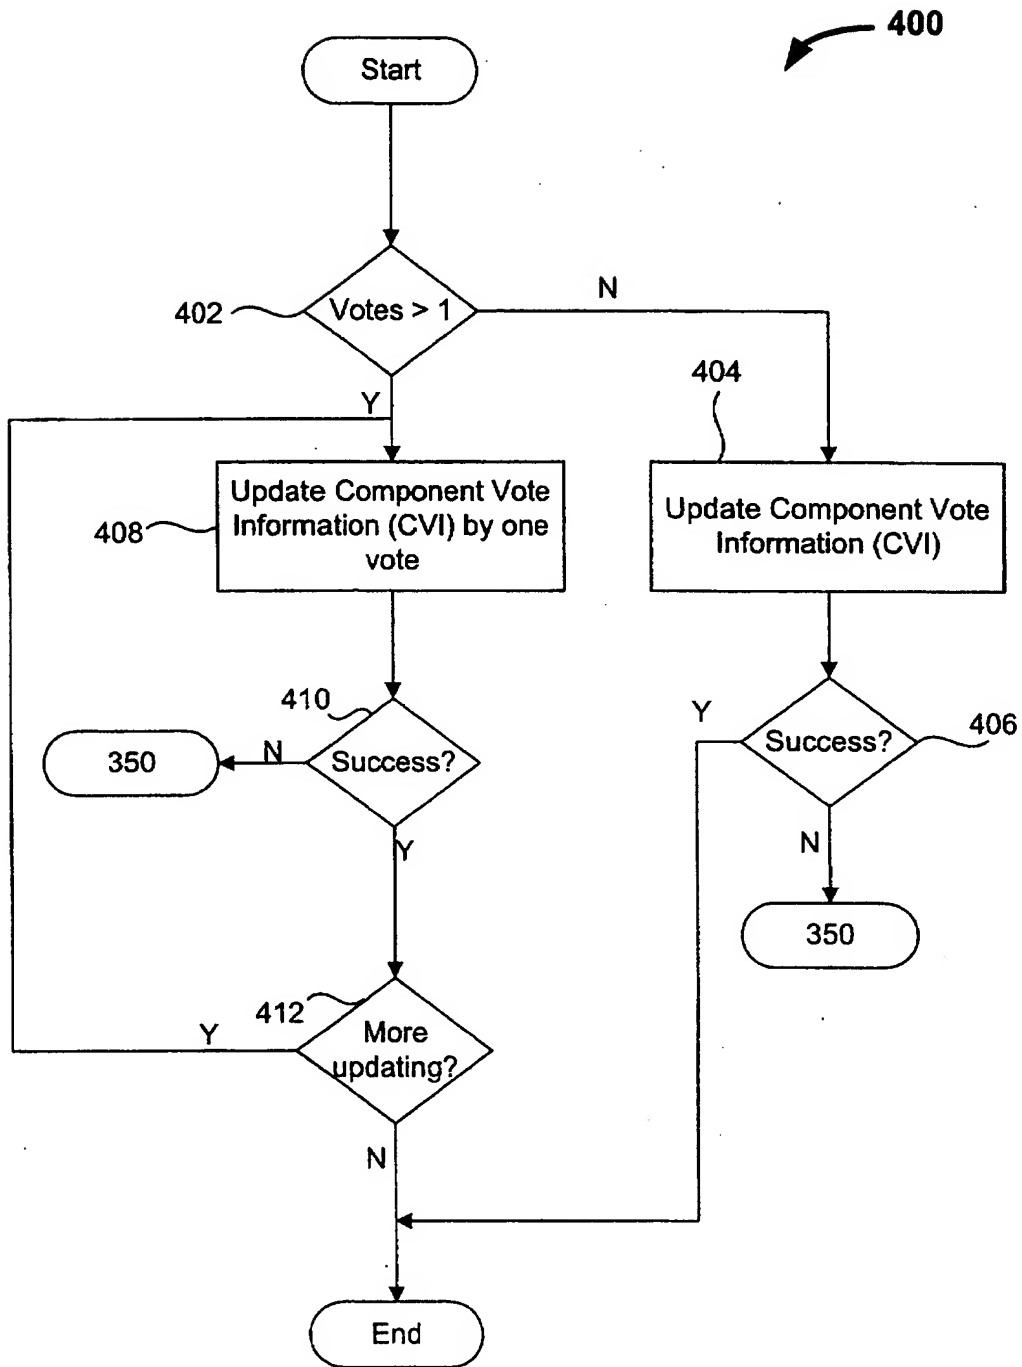 400
Start
402
Votes > 1
N
Y
404
408
Update Component Vote
Information (CVI) by one
vote
Update Component Vote
Information (CVI)
410
Success?
N
350
Y
Y
Success?
406
N
350
412
More
updating?
Y
N
End